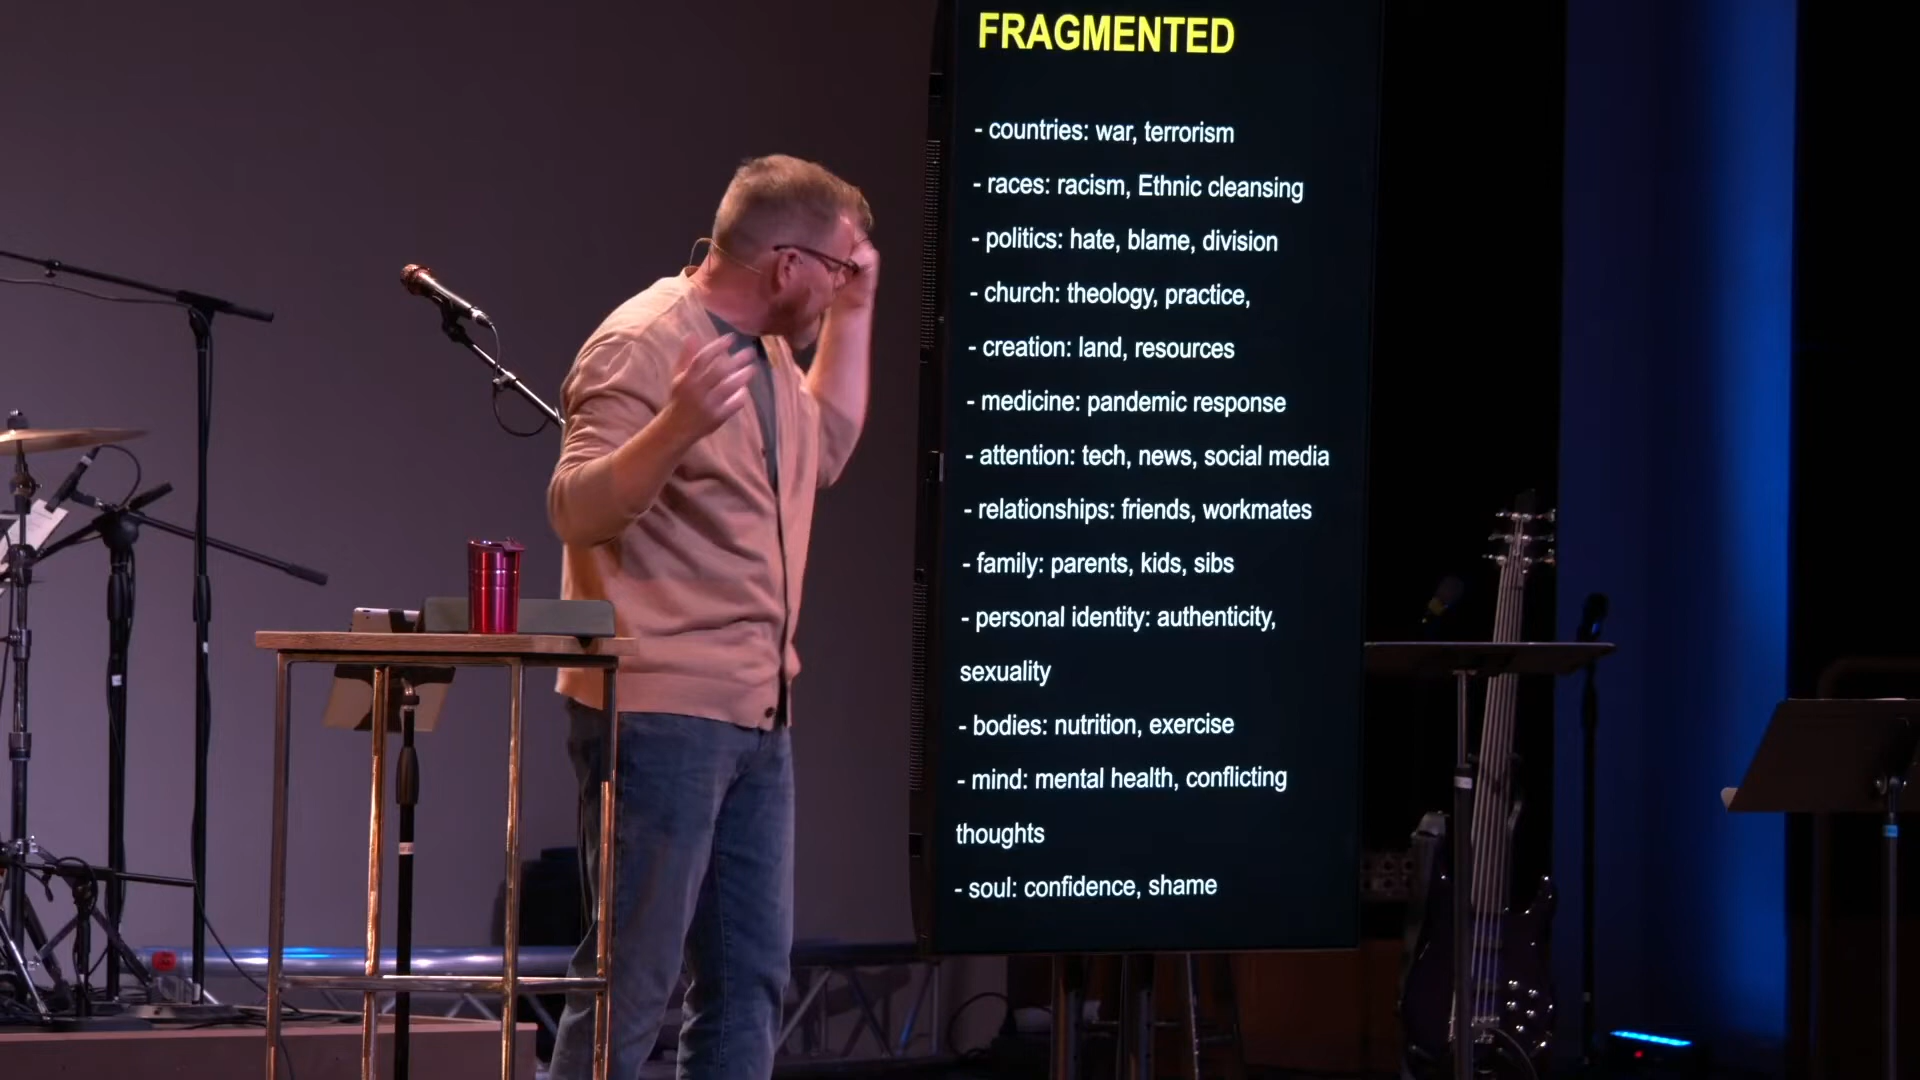 FRAGMENTED
- countries: war, terrorism
- races: racism, Ethnic cleansing
- politics: hate, blame, division
- church: theology, practice,
- creation: land, resources
- medicine: pandemic response
- attention: tech, news, social media
- relationships: friends, workmates
- family: parents, kids, sibs
- personal identity: authenticity,
sexuality
- bodies: nutrition, exercise
- mind: mental health, conflicting
thoughts
- soul: confidence, shame